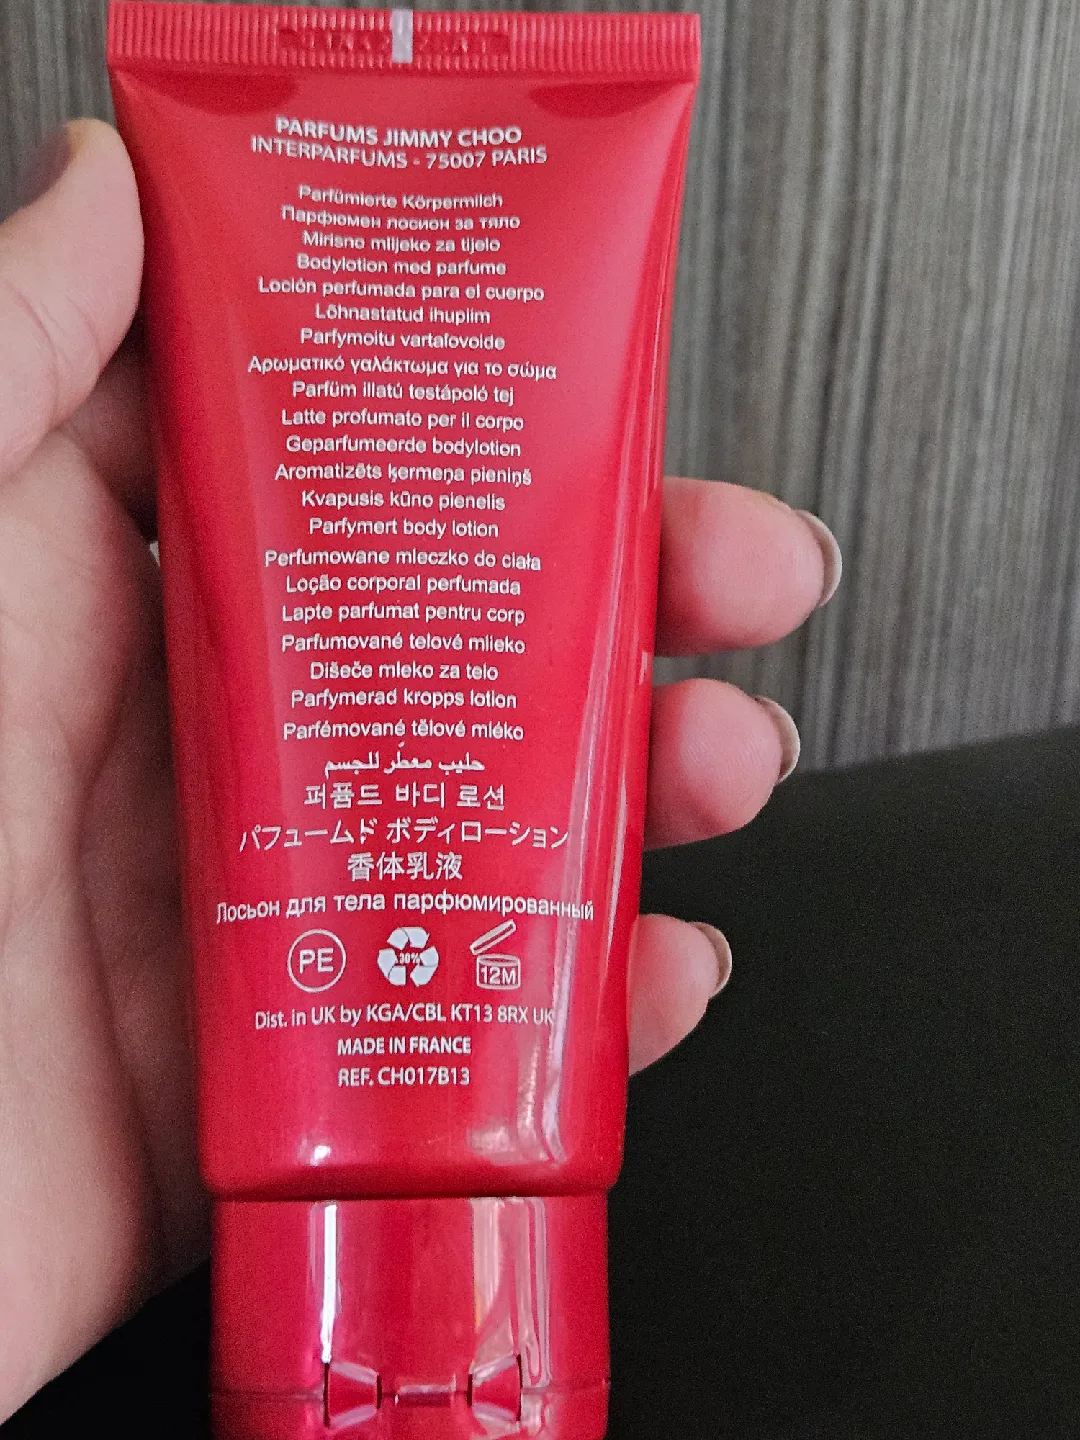 PARFUMS JIMMY CHOO
INTERPARFUMS - 75007 PARIS
Parfümierte Körpermilch
Парфюмен лосион за тяло
Mirisno mlijeko za tijelo
Bodylotion med parfume
Loción perfumada para el cuerpo
Lõhnastatud ihupiim
Parfymoitu vartalovoide
Αρωματικό γαλάκτωμα για το σώμα
Parfüm illatú testápoló tej
Latte profumato per il corpo
Geparfumeerde bodylotion
Aromatizēts ķermeņa pieniņš
Kvapusis kūno pienelis
Parfymert body lotion
Perfumowane mleczko do ciała
Loção corporal perfumada
Lapte parfumat pentru corp
Parfumované telové mlieko
Dišeče mleko za telo
Parfymerad kropps lotion
Parfémované tělové mléko
حليب معطّر للجسم
퍼퓸드 바디 로션
パフュームド ボディローション
香体乳液
Лосьон для тела парфюмированный
PE 30% 12M
Dist. in UK by KGA/CBL KT13 8RX UK
MADE IN FRANCE
REF. CH017B13